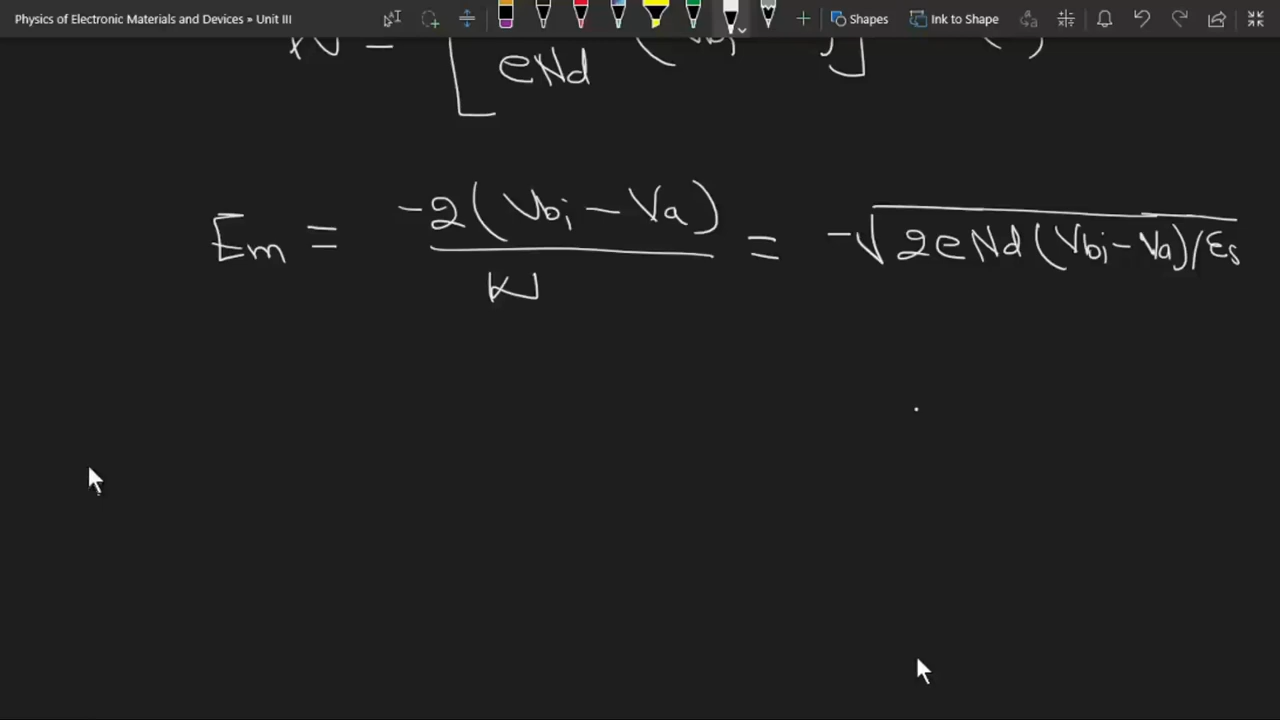 Physics of Electronic Materials and Devices » Unit III
Shapes
Ink to Shape
eNd
Em = -2(Vbi - Va) / W = -√2eNd(Vbi-Va)/εs